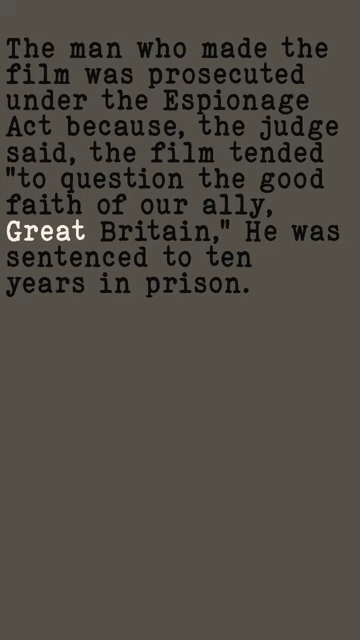 The man who made the
film was prosecuted
under the Espionage
Act because, the judge
said, the film tended
"to question the good
faith of our ally,
Great Britain," He was
sentenced to ten
years in prison.